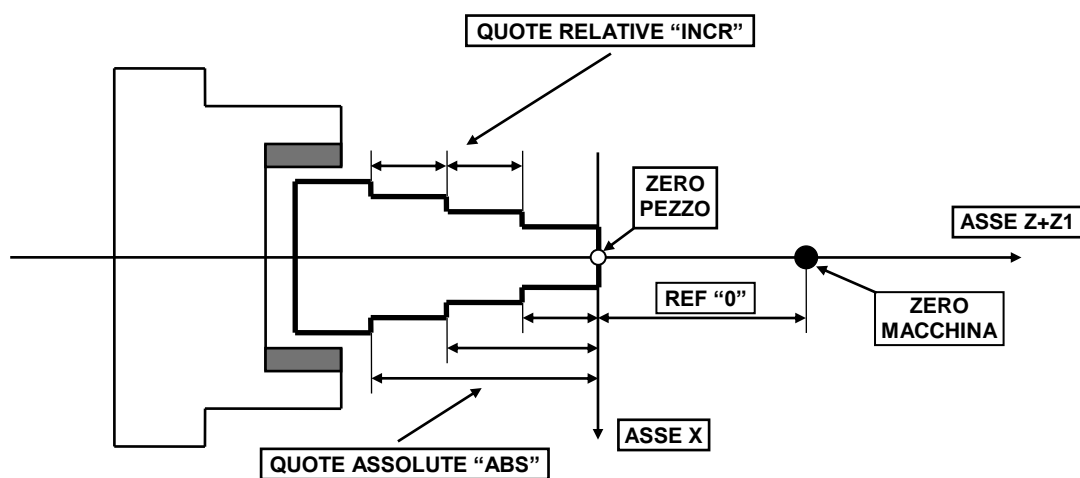 QUOTE RELATIVE “INCR”
ZERO
PEZZO
ASSE Z+Z1
REF “0”
ZERO
MACCHINA
ASSE X
QUOTE ASSOLUTE “ABS”